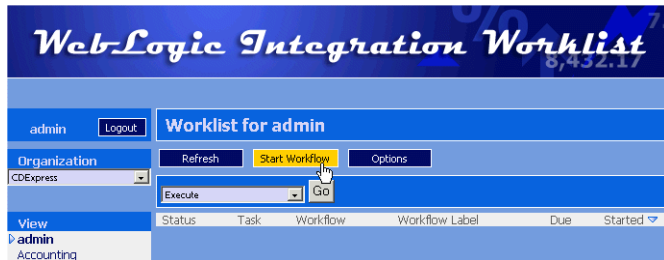 WebLogic Integration Worklist
8,432.17
admin Logout Worklist for admin
Organization Refresh Start Workflow Options
CDExpress
Execute Go
View Status Task Workflow Workflow Label Due Started
admin
Accounting